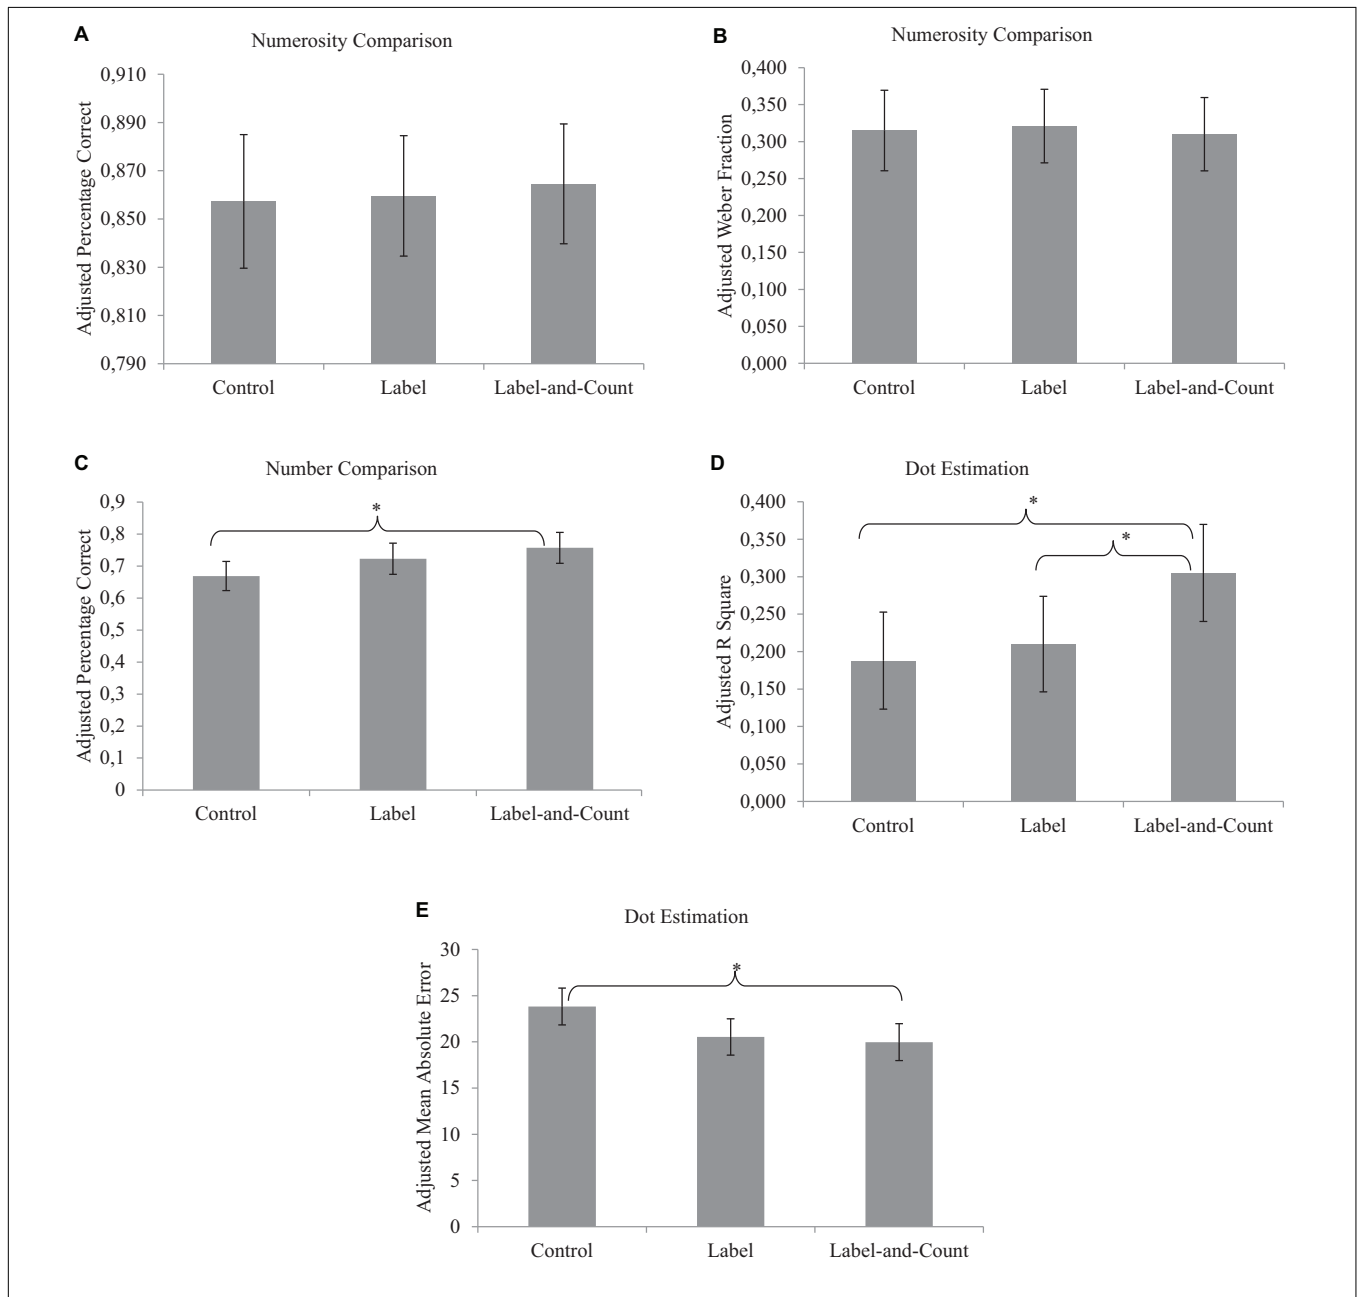 A
Numerosity Comparison
Adjusted Percentage Correct
0,910
0,890
0,870
0,850
0,830
0,810
0,790
Control Label Label-and-Count
B
Numerosity Comparison
Adjusted Weber Fraction
0,400
0,350
0,300
0,250
0,200
0,150
0,100
0,050
0,000
Control Label Label-and-Count
C
Number Comparison
Adjusted Percentage Correct
0,9
0,8
0,7
0,6
0,5
0,4
0,3
0,2
0,1
0
*
Control Label Label-and-Count
D
Dot Estimation
Adjusted R Square
0,400
0,350
0,300
0,250
0,200
0,150
0,100
0,050
0,000
*
*
Control Label Label-and-Count
E
Dot Estimation
Adjusted Mean Absolute Error
30
25
20
15
10
5
0
*
Control Label Label-and-Count